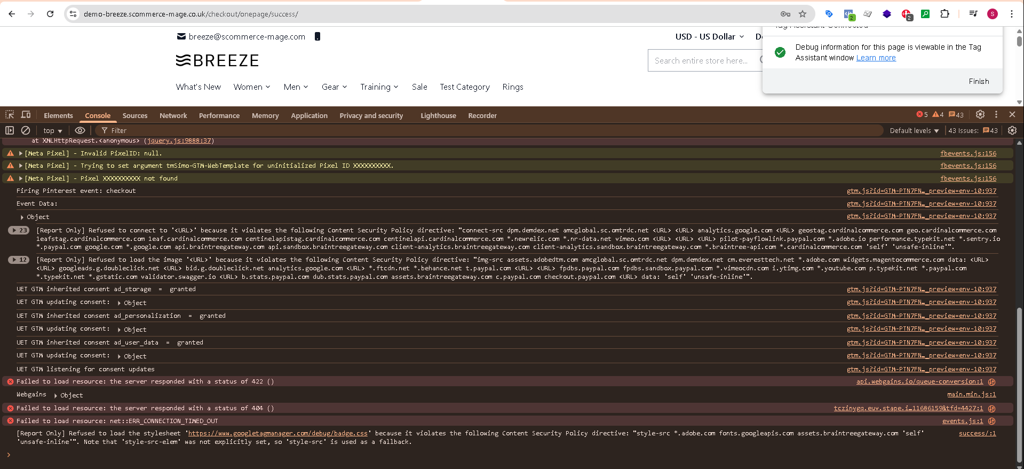 demo-breeze.scommerce-mage.co.uk/checkout/onepage/success/
2
S
breeze@scommerce-mage.com
USD - US Dollar
BREEZE
Search entire store here...
Debug information for this page is viewable in the Tag
Assistant window Learn more
Finish
What's New Women Men Gear Training Sale Test Category Rings
Elements Console Sources Network Performance Memory Application Privacy and security Lighthouse Recorder 5 4 43
top Filter Default levels 43 Issues: 43
at XMLHttpRequest.<anonymous> (jquery.js:9888:37)
[Meta Pixel] - Invalid PixelID: null. fbevents.js:156
[Meta Pixel] - Trying to set argument tmSimo-GTM-WebTemplate for uninitialized Pixel ID XXXXXXXXXX. fbevents.js:156
[Meta Pixel] - Pixel XXXXXXXXXX not found fbevents.js:156
Firing Pinterest event: checkout gtm.js?id=GTM-PTN7FN…_preview=env-10:937
Event Data: gtm.js?id=GTM-PTN7FN…_preview=env-10:937
Object gtm.js?id=GTM-PTN7FN…_preview=env-10:937
23 [Report Only] Refused to connect to '<URL>' because it violates the following Content Security Policy directive: "connect-src dpm.demdex.net amcglobal.sc.omtrdc.net <URL> <URL> analytics.google.com <URL> geostag.cardinalcommerce.com geo.cardinalcommerce.com
leafstag.cardinalcommerce.com leaf.cardinalcommerce.com centinelapistag.cardinalcommerce.com centinelapi.cardinalcommerce.com *.newrelic.com *.nr-data.net vimeo.com <URL> <URL> <URL> <URL> pilot-payflowlink.paypal.com *.adobe.io performance.typekit.net *.sentry.io
*.paypal.com google.com *.google.com api.braintreegateway.com api.sandbox.braintreegateway.com client-analytics.braintreegateway.com client-analytics.sandbox.braintreegateway.com *.braintree-api.com *.cardinalcommerce.com 'self' 'unsafe-inline'".
12 [Report Only] Refused to load the image '<URL>' because it violates the following Content Security Policy directive: "img-src assets.adobedtm.com amcglobal.sc.omtrdc.net dpm.demdex.net cm.everesttech.net *.adobe.com widgets.magentocommerce.com data: <URL>
<URL> googleads.g.doubleclick.net <URL> bid.g.doubleclick.net analytics.google.com <URL> *.ftcdn.net *.behance.net t.paypal.com <URL> fpdbs.paypal.com fpdbs.sandbox.paypal.com *.vimeocdn.com i.ytimg.com *.youtube.com p.typekit.net *.paypal.com
*.typekit.net s3.amazonaws.com validator.swagger.io <URL> b.stats.paypal.com dub.stats.paypal.com assets.braintreegateway.com c.paypal.com checkout.paypal.com <URL> data: 'self' 'unsafe-inline'".
UET GTM inherited consent ad_storage = granted gtm.js?id=GTM-PTN7FN…_preview=env-10:937
UET GTM updating consent: Object gtm.js?id=GTM-PTN7FN…_preview=env-10:937
UET GTM inherited consent ad_personalization = granted gtm.js?id=GTM-PTN7FN…_preview=env-10:937
UET GTM updating consent: Object gtm.js?id=GTM-PTN7FN…_preview=env-10:937
UET GTM inherited consent ad_user_data = granted gtm.js?id=GTM-PTN7FN…_preview=env-10:937
UET GTM updating consent: Object gtm.js?id=GTM-PTN7FN…_preview=env-10:937
UET GTM listening for consent updates gtm.js?id=GTM-PTN7FN…_preview=env-10:937
Failed to load resource: the server responded with a status of 422 () api.webgains.io/queue-conversion:1
Webgains Object main.min.js:1
Failed to load resource: the server responded with a status of 404 ()
Failed to load resource: net::ERR_CONNECTION_TIMED_OUT events.js:1
[Report Only] Refused to load the stylesheet 'https://www.googletagmanager.com/debug/badge.css' because it violates the following Content Security Policy directive: "style-src *.adobe.com fonts.googleapis.com assets.braintreegateway.com 'self' success/:1
'unsafe-inline'". Note that 'style-src-elem' was not explicitly set, so 'style-src' is used as a fallback.